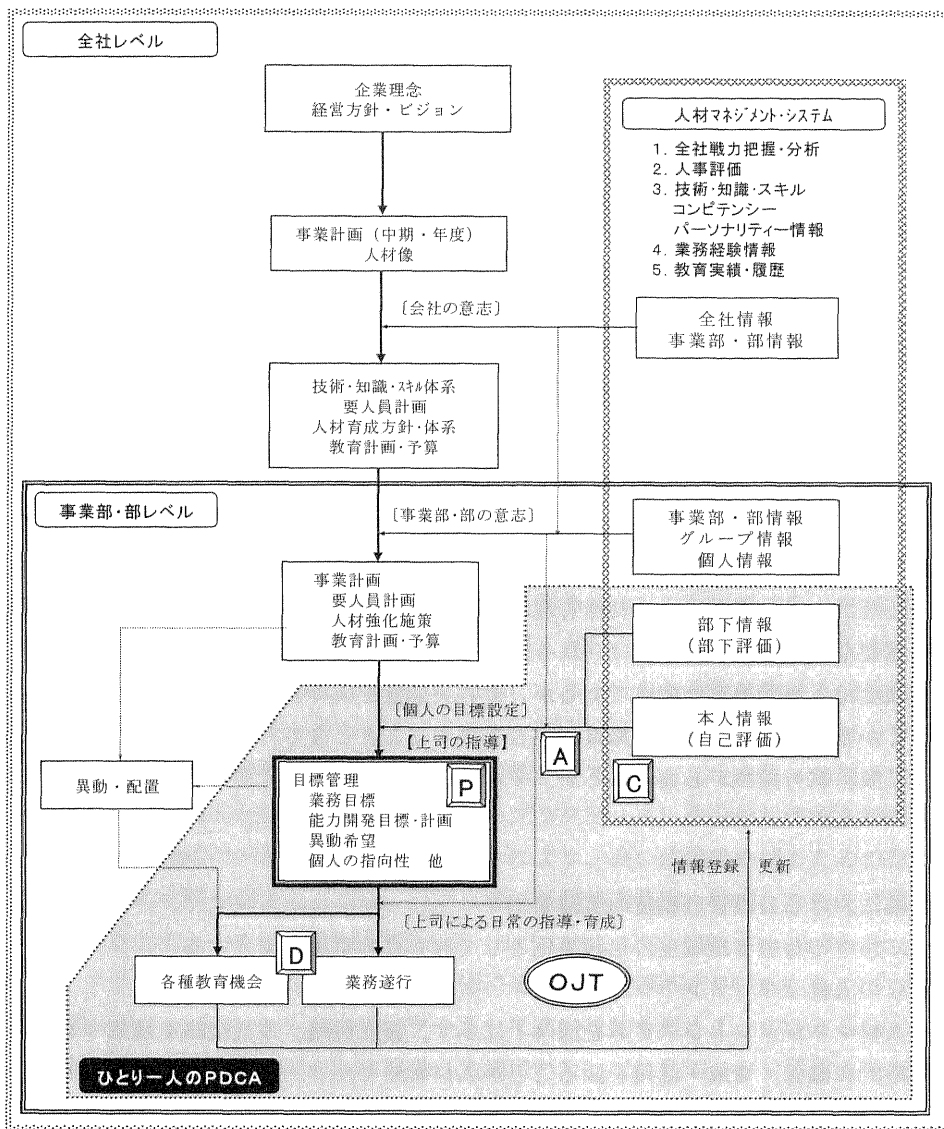 全社レベル
企業理念
経営方針・ビジョン
人材マネジメント・システム
1. 全社戦力把握・分析
2. 人事評価
3. 技術・知識・スキル
コンピテンシー
パーソナリティー情報
4. 業務経験情報
5. 教育実績・履歴
事業計画（中期・年度）
人材像
〔会社の意志〕
全社情報
事業部・部情報
技術・知識・スキル体系
要人員計画
人材育成方針・体系
教育計画・予算
事業部・部レベル
〔事業部・部の意志〕
事業部・部情報
グループ情報
個人情報
事業計画
要人員計画
人材強化施策
教育計画・予算
部下情報
（部下評価）
〔個人の目標設定〕
【上司の指導】
本人情報
（自己評価）
A
C
異動・配置
目標管理
P
業務目標
能力開発目標・計画
異動希望
個人の指向性 他
情報登録 更新
〔上司による日常の指導・育成〕
D
各種教育機会
業務遂行
OJT
ひとり一人のPDCA